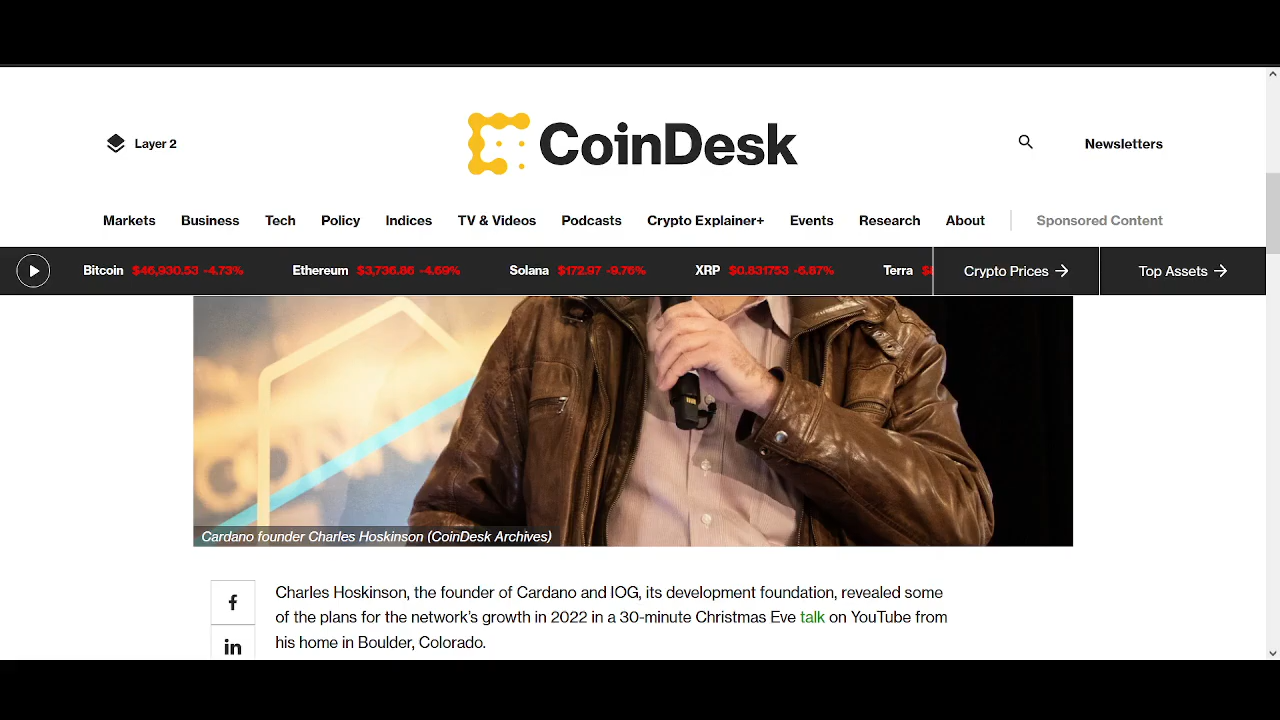 Layer 2
CoinDesk
Newsletters
Markets Business Tech Policy Indices TV & Videos Podcasts Crypto Explainer+ Events Research About Sponsored Content
Bitcoin $46,930.53 -4.73% Ethereum $3,736.86 -4.69% Solana $172.97 -9.76% XRP $0.831753 -6.87% Terra Crypto Prices → Top Assets →
Cardano founder Charles Hoskinson (CoinDesk Archives)
Charles Hoskinson, the founder of Cardano and IOG, its development foundation, revealed some
of the plans for the network's growth in 2022 in a 30-minute Christmas Eve talk on YouTube from
his home in Boulder, Colorado.